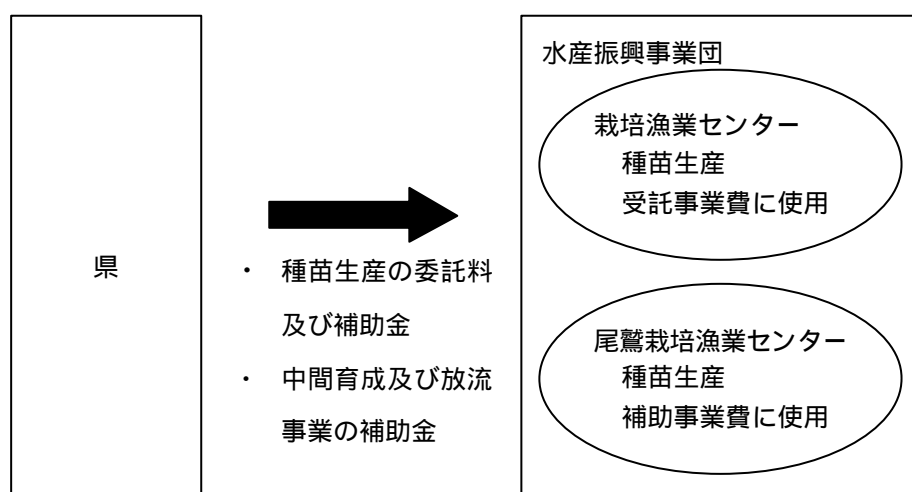 県
・ 種苗生産の委託料
及び補助金
・ 中間育成及び放流
事業の補助金
水産振興事業団
栽培漁業センター
種苗生産
受託事業費に使用
尾鷲栽培漁業センター
種苗生産
補助事業費に使用